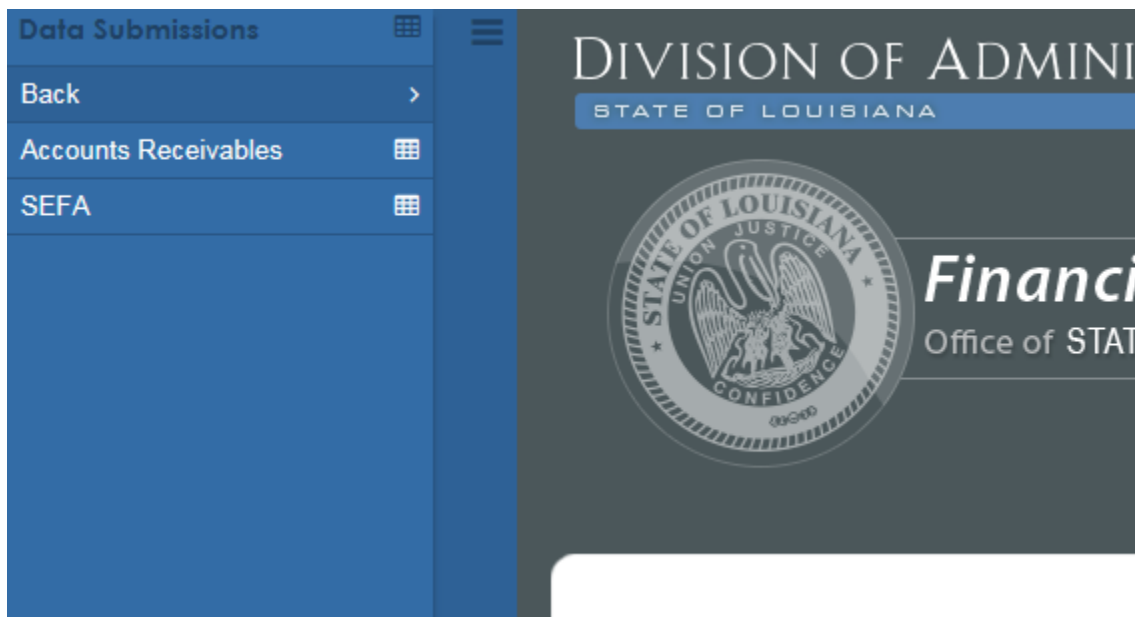 Data Submissions
Back
Accounts Receivables
SEFA
DIVISION OF ADMINI
STATE OF LOUISIANA
STATE OF LOUISIANA
UNION JUSTICE
CONFIDENCE
Financi
Office of STAT